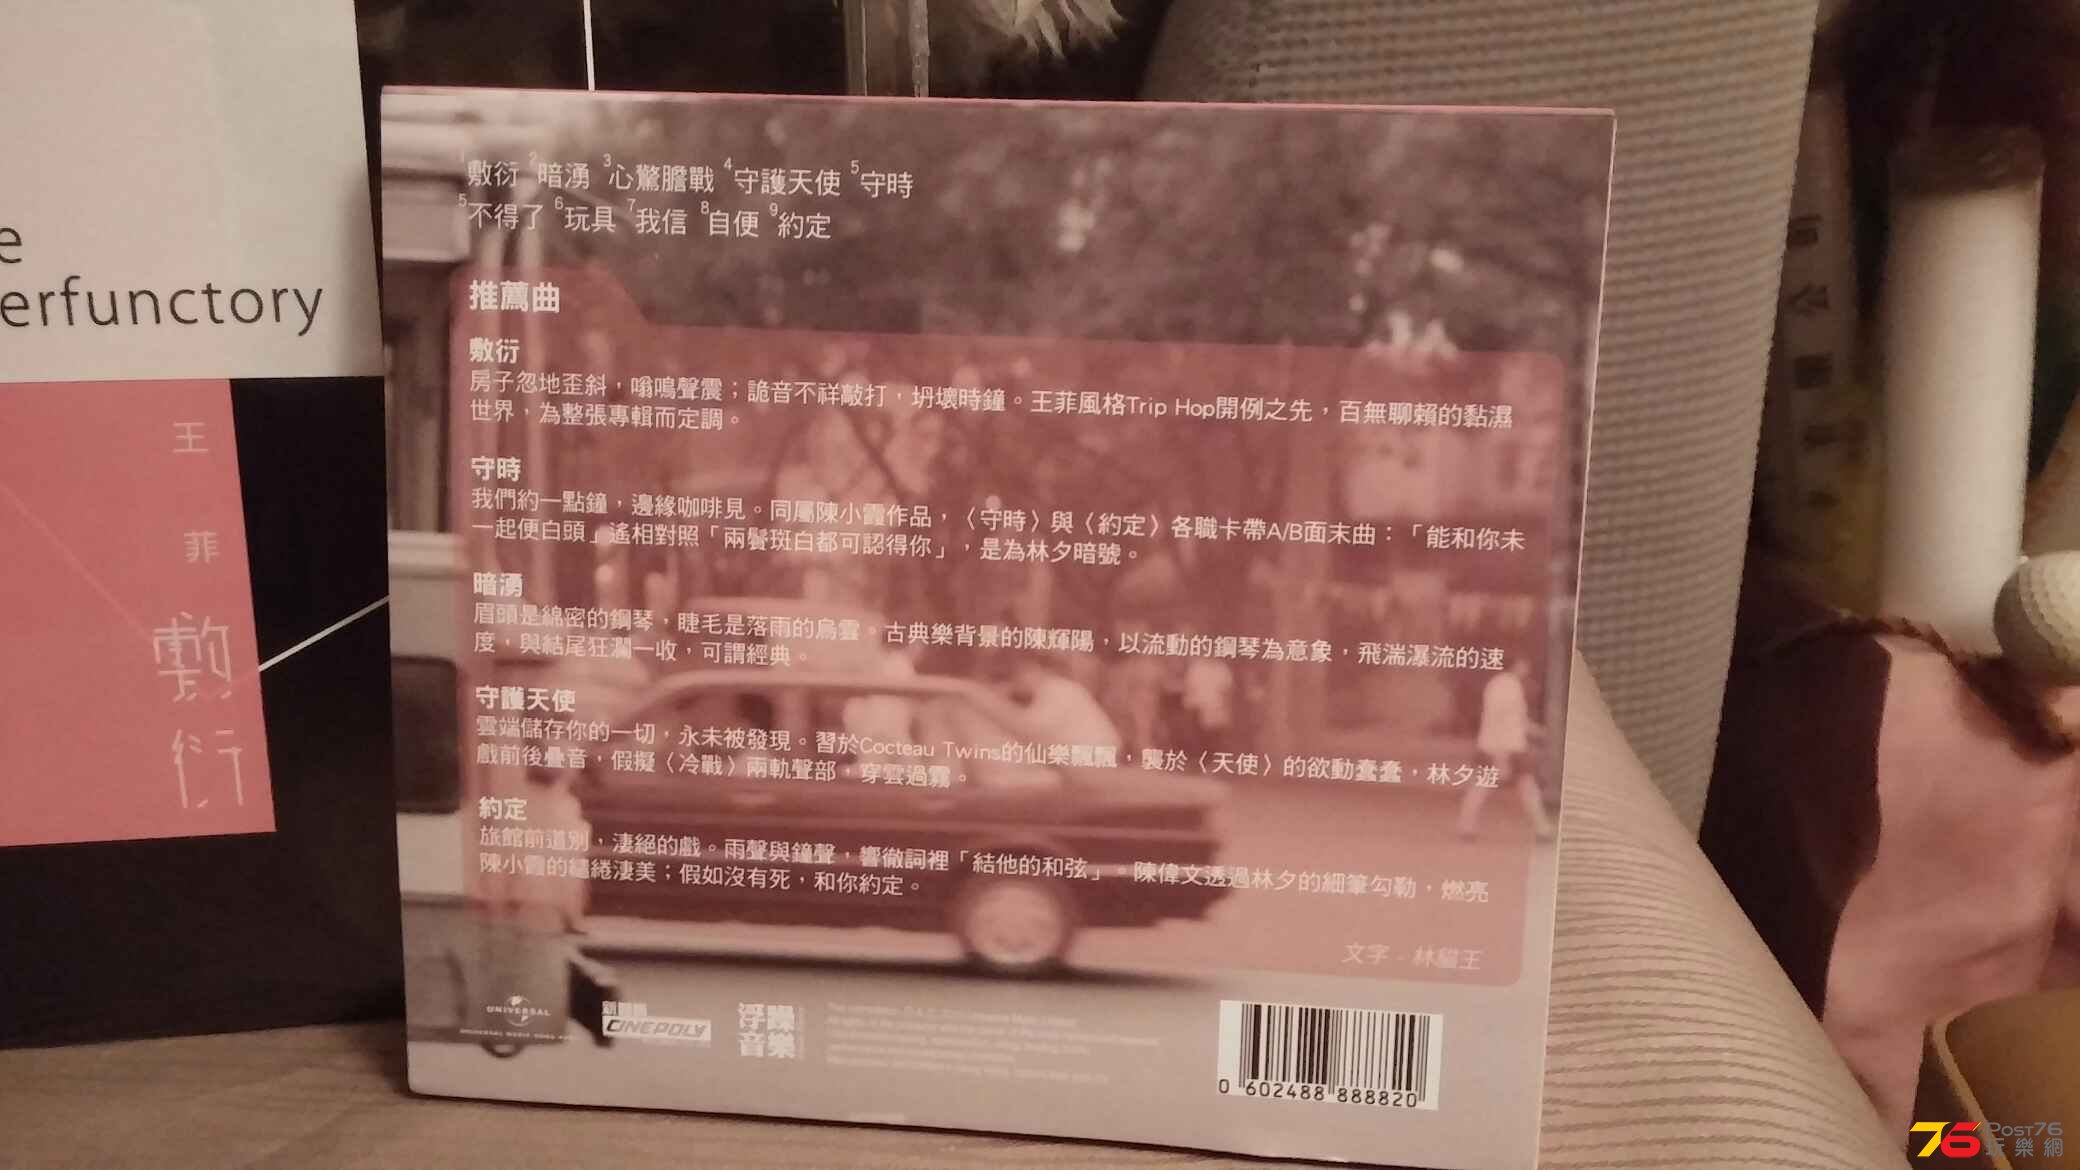 e
erfunctory
王
菲
敷
衍
1敷衍 2暗湧 3心驚膽戰 4守護天使 5守時
5不得了 6玩具 7我信 8自便 9約定
推薦曲
敷衍
房子忽地歪斜，嗡鳴聲震；詭音不祥敲打，坍壞時鐘。王菲風格Trip Hop開例之先，百無聊賴的黏濕
世界，為整張專輯而定調。
守時
我們約一點鐘，邊緣咖啡見。同屬陳小霞作品，〈守時〉與〈約定〉各職卡帶A/B面末曲：「能和你未
一起便白頭」遙相對照「兩鬢斑白都可認得你」，是為林夕暗號。
暗湧
眉頭是綿密的鋼琴，睫毛是落雨的烏雲。古典樂背景的陳輝陽，以流動的鋼琴為意象，飛湍瀑流的速
度，與結尾狂瀾一收，可謂經典。
守護天使
雲端儲存你的一切，永未被發現。習於Cocteau Twins的仙樂飄飄，襲於〈天使〉的欲動蠢蠢，林夕遊
戲前後疊音，假擬〈冷戰〉兩軌聲部，穿雲過霧。
約定
旅館前道別，淒絕的戲。雨聲與鐘聲，響徹詞裡「結他的和弦」。陳偉文透過林夕的細筆勾勒，燃亮
陳小霞的繾綣淒美；假如沒有死，和你約定。
文字 - 林貓王
UNIVERSAL
新藝寶
CINEPOLY
浮躁
音樂
0 602488 888820
76 POST76
玩樂網